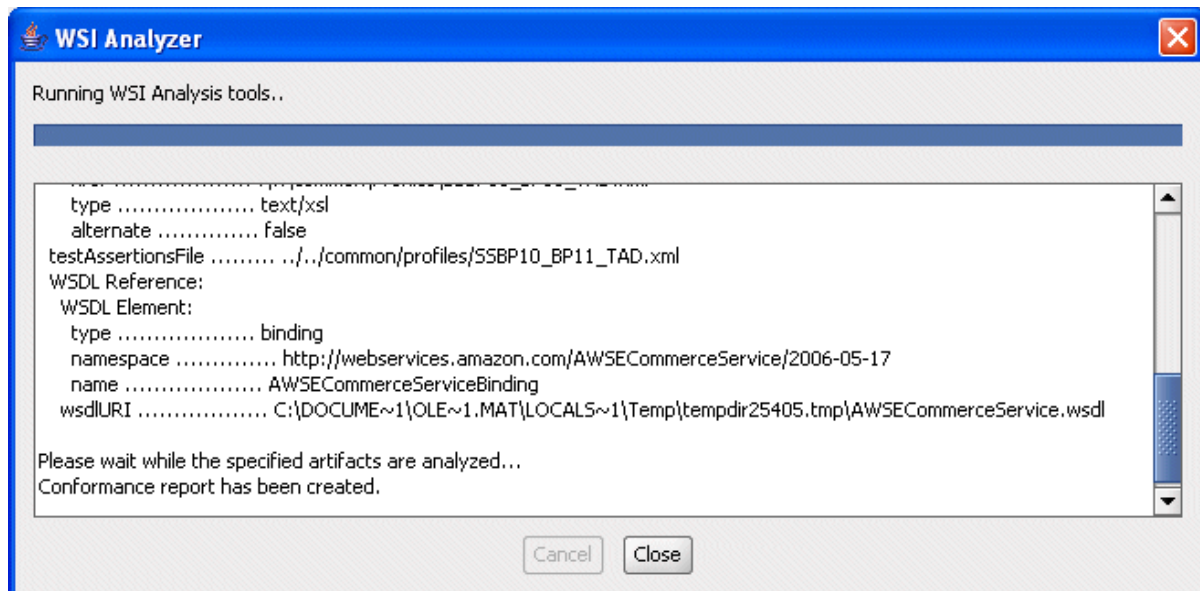 WSI Analyzer
Running WSI Analysis tools..
type ................... text/xsl
alternate .............. false
testAssertionsFile ......... ../../common/profiles/SSBP10_BP11_TAD.xml
WSDL Reference:
WSDL Element:
type ................... binding
namespace .............. http://webservices.amazon.com/AWSECommerceService/2006-05-17
name ................... AWSECommerceServiceBinding
wsdlURI .................. C:\DOCUME~1\OLE~1.MAT\LOCALS~1\Temp\tempdir25405.tmp\AWSECommerceService.wsdl
Please wait while the specified artifacts are analyzed...
Conformance report has been created.
Cancel
Close